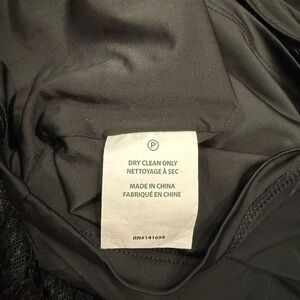 P
DRY CLEAN ONLY
NETTOYAGE À SEC
MADE IN CHINA
FABRIQUÉ EN CHINE
RN#141699